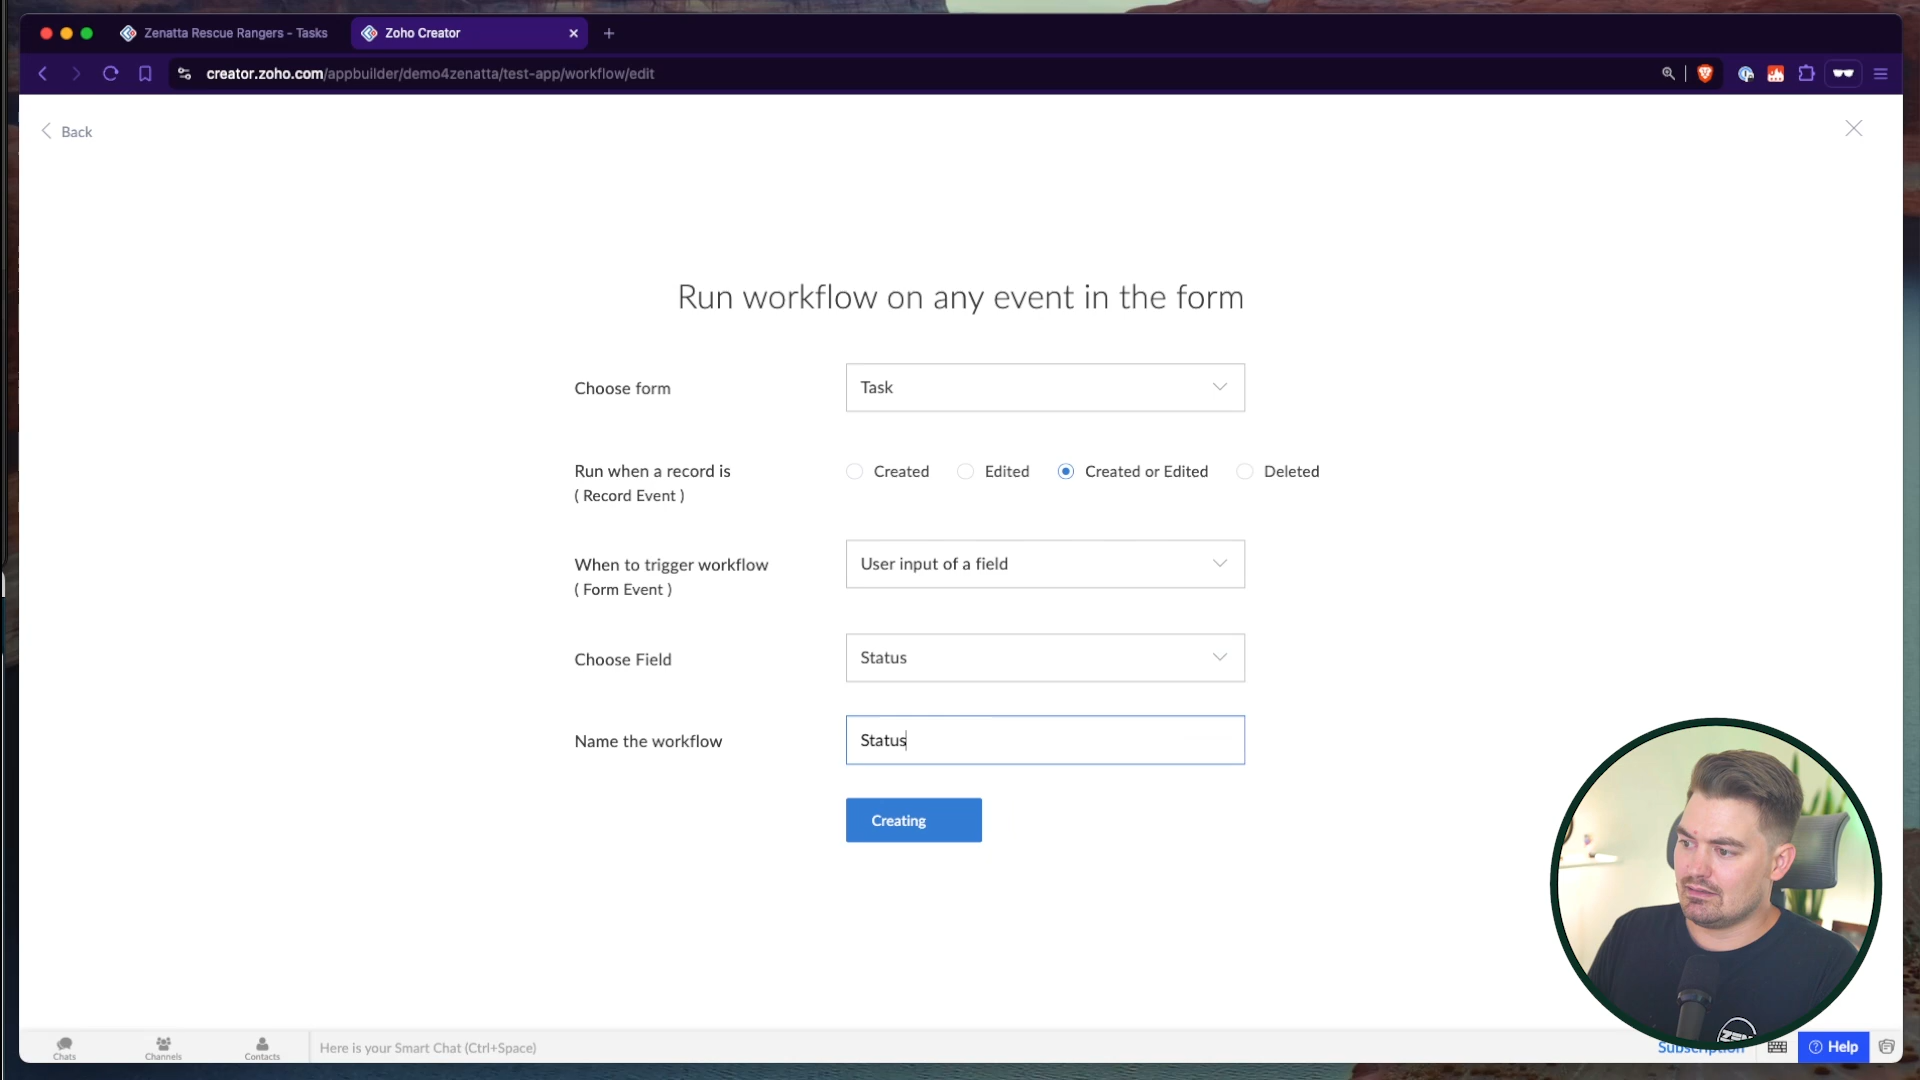 Zenatta Rescue Rangers - Tasks
Zoho Creator
creator.zoho.com/appbuilder/demo4zenatta/test-app/workflow/edit
Back
Run workflow on any event in the form
Choose form
Task
Run when a record is
( Record Event )
Created
Edited
Created or Edited
Deleted
When to trigger workflow
( Form Event )
User input of a field
Choose Field
Status
Name the workflow
Status
Creating
ZEN
Chats
Channels
Contacts
Here is your Smart Chat (Ctrl+Space)
Subscription
Help